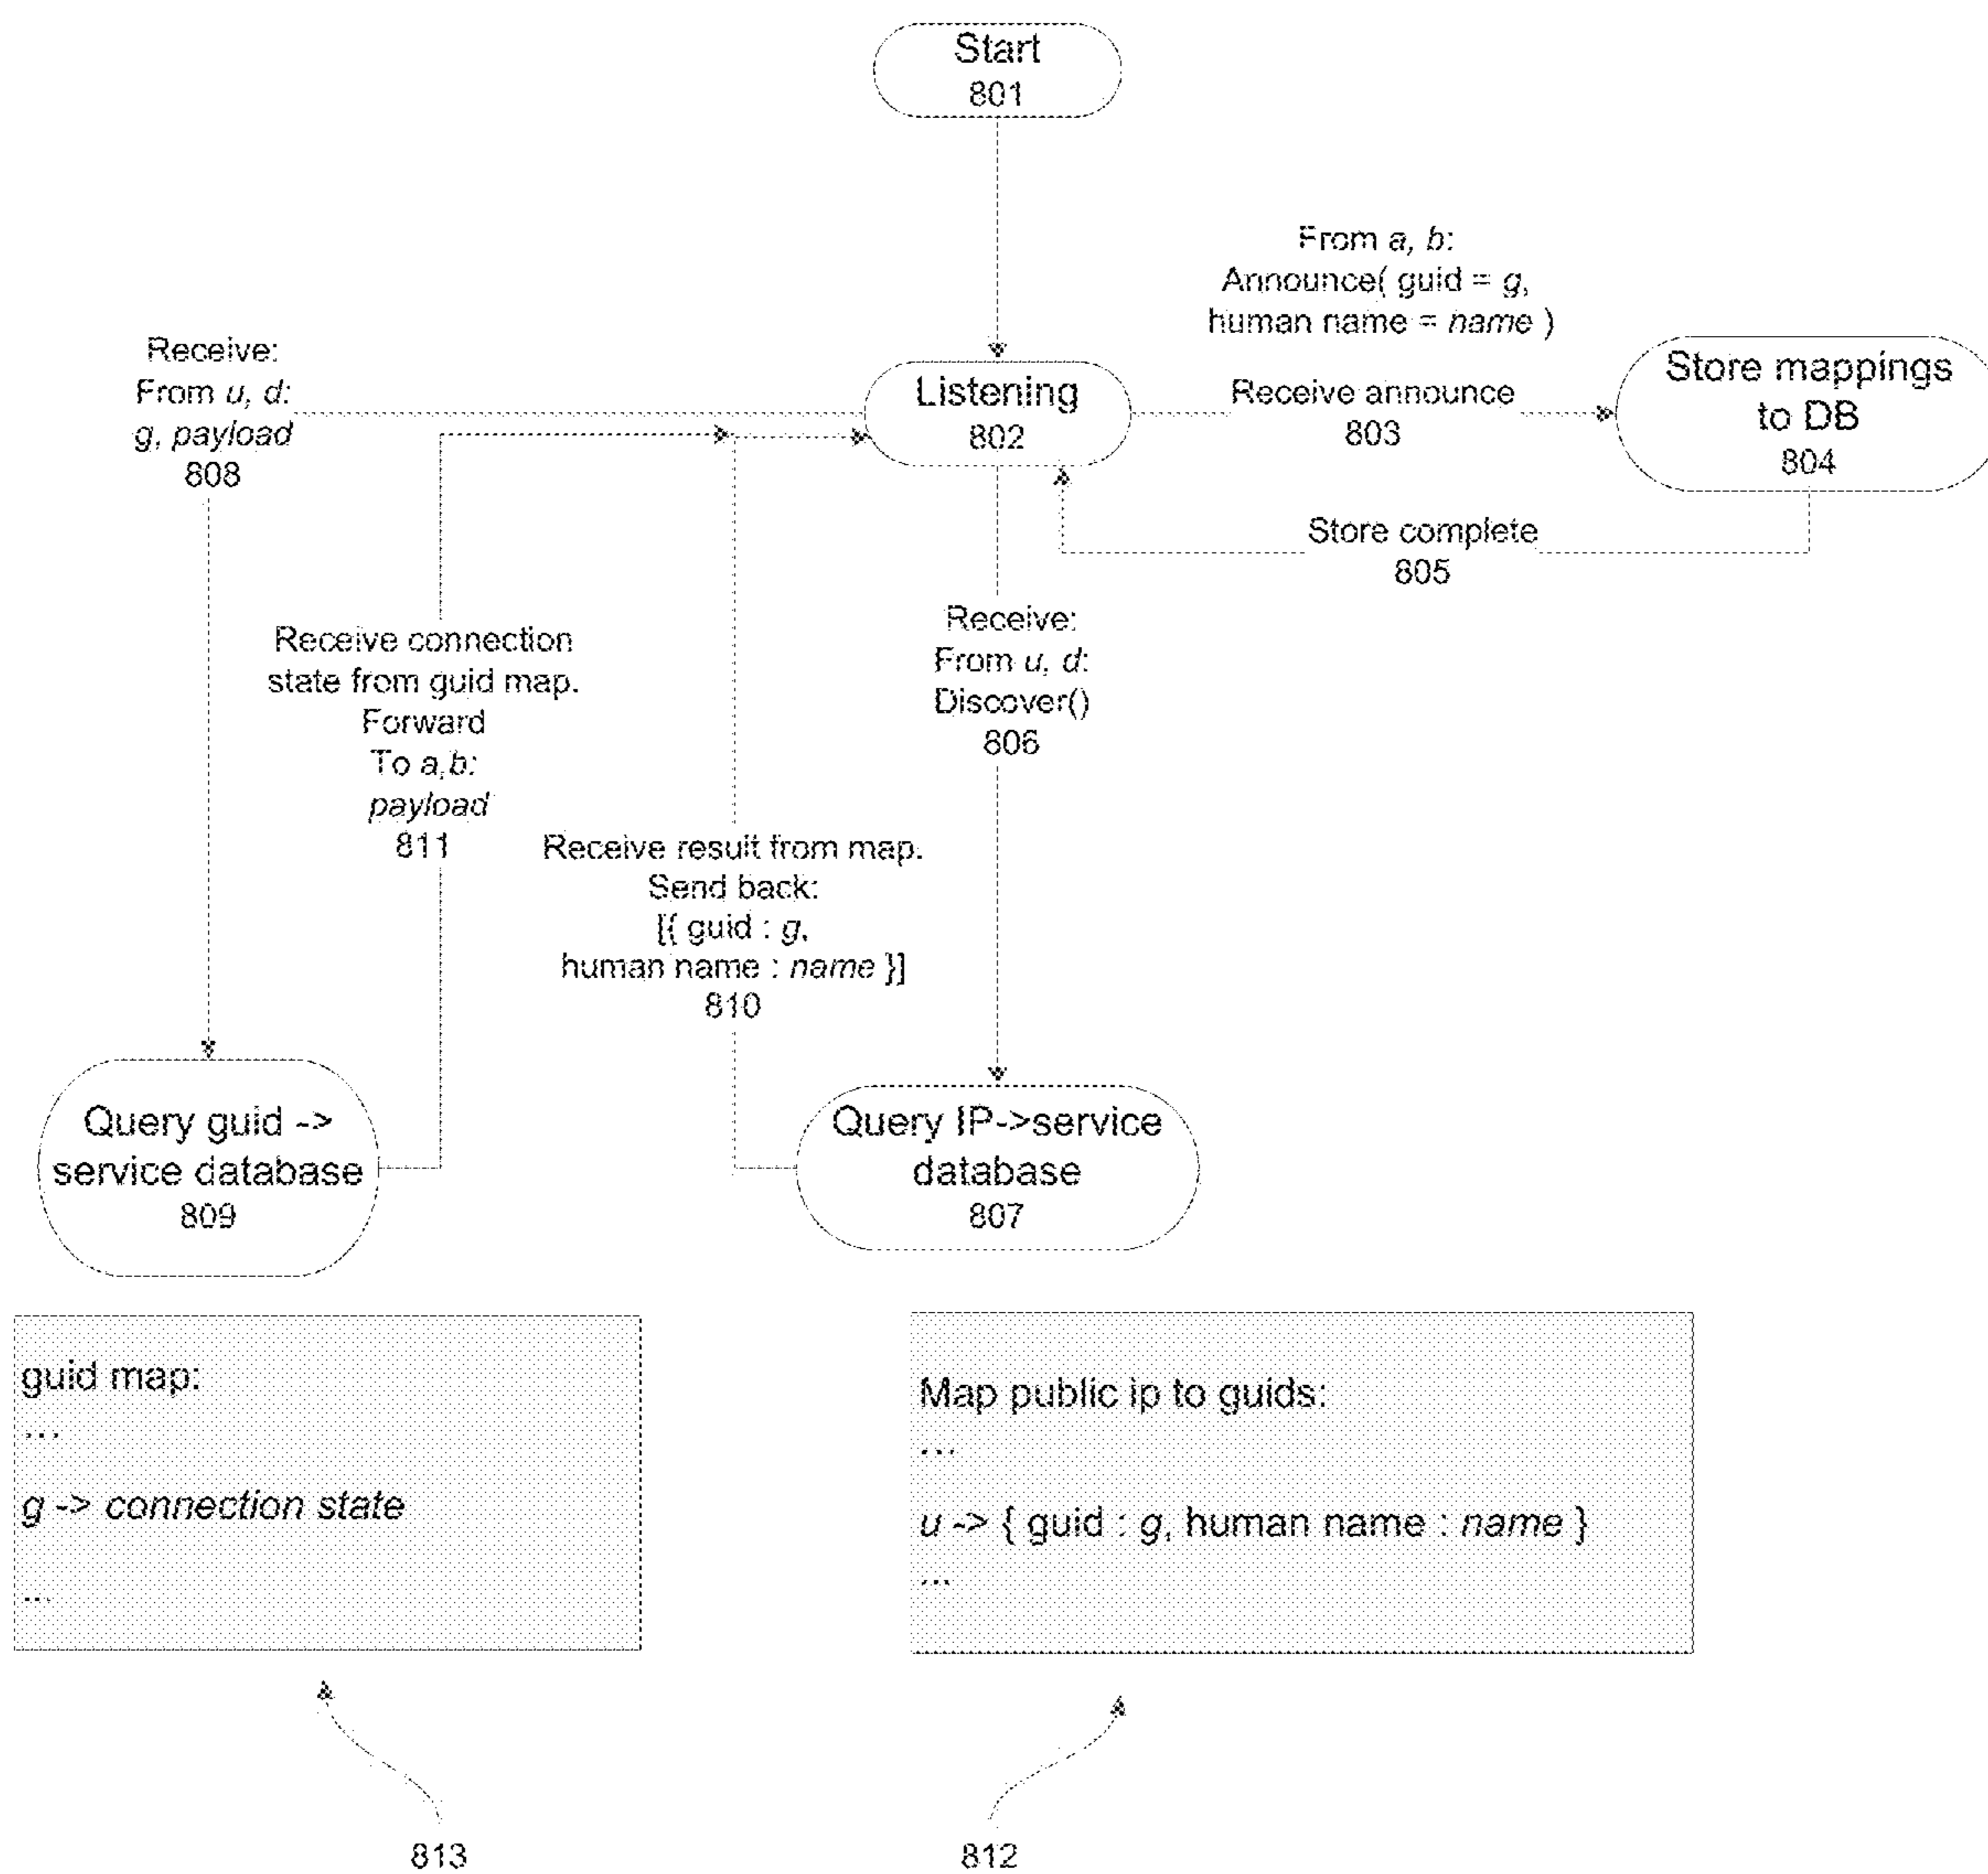 Start
801
From a, b:
Announce( guid = g,
human name = name )
Receive:
From u, d:
g, payload
808
Listening
802
Receive announce
803
Store mappings
to DB
804
Store complete
805
Receive connection
state from guid map.
Forward
To a,b:
payload
811
Receive:
From u, d:
Discover()
806
Receive result from map.
Send back:
[{ guid : g,
human name : name }]
810
Query guid ->
service database
809
Query IP->service
database
807
guid map:
...
g -> connection state
...
Map public ip to guids:
...
u -> { guid : g, human name : name }
...
813
812